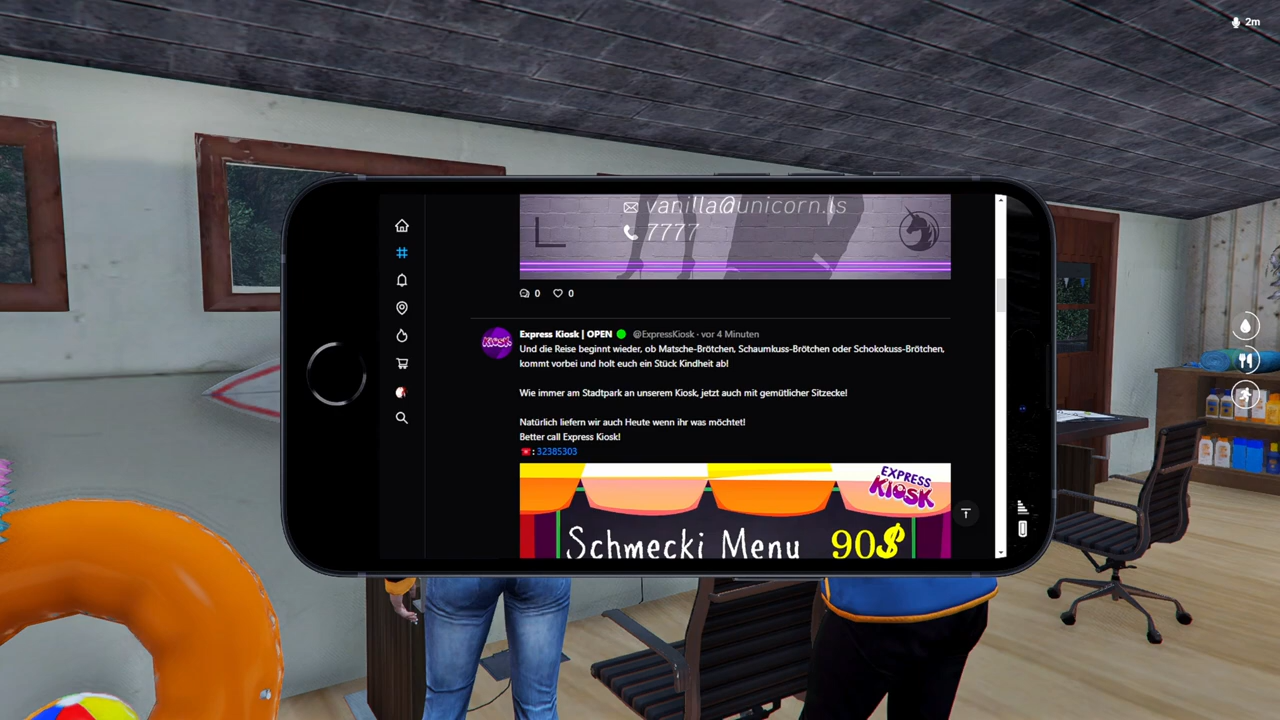 2m
vanilla@unicorn.ls
7777
0 0
Express Kiosk | OPEN @ExpressKiosk · vor 4 Minuten
KIOSK
Und die Reise beginnt wieder, ob Matsche-Brötchen, Schaumkuss-Brötchen oder Schokokuss-Brötchen,
kommt vorbei und holt euch ein Stück Kindheit ab!
Wie immer am Stadtpark an unserem Kiosk, jetzt auch mit gemütlicher Sitzecke!
Natürlich liefern wir auch Heute wenn ihr was möchtet!
Better call Express Kiosk!
: 32385303
EXPRESS
KIOSK
Schmecki Menu 90$